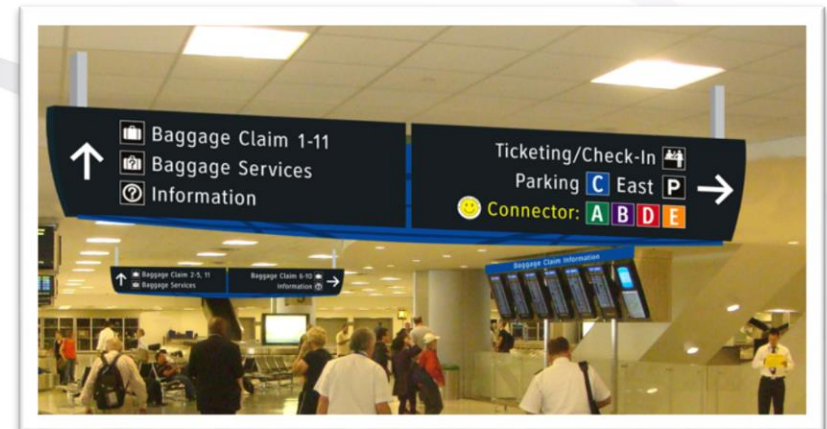 Baggage Claim 1-11
Baggage Services
Information
Ticketing/Check-In
Parking C East P
Connector: A B D E
Baggage Claim 2-5, 11
Baggage Services
Baggage Claim 6-10
Information
Baggage Claim Information